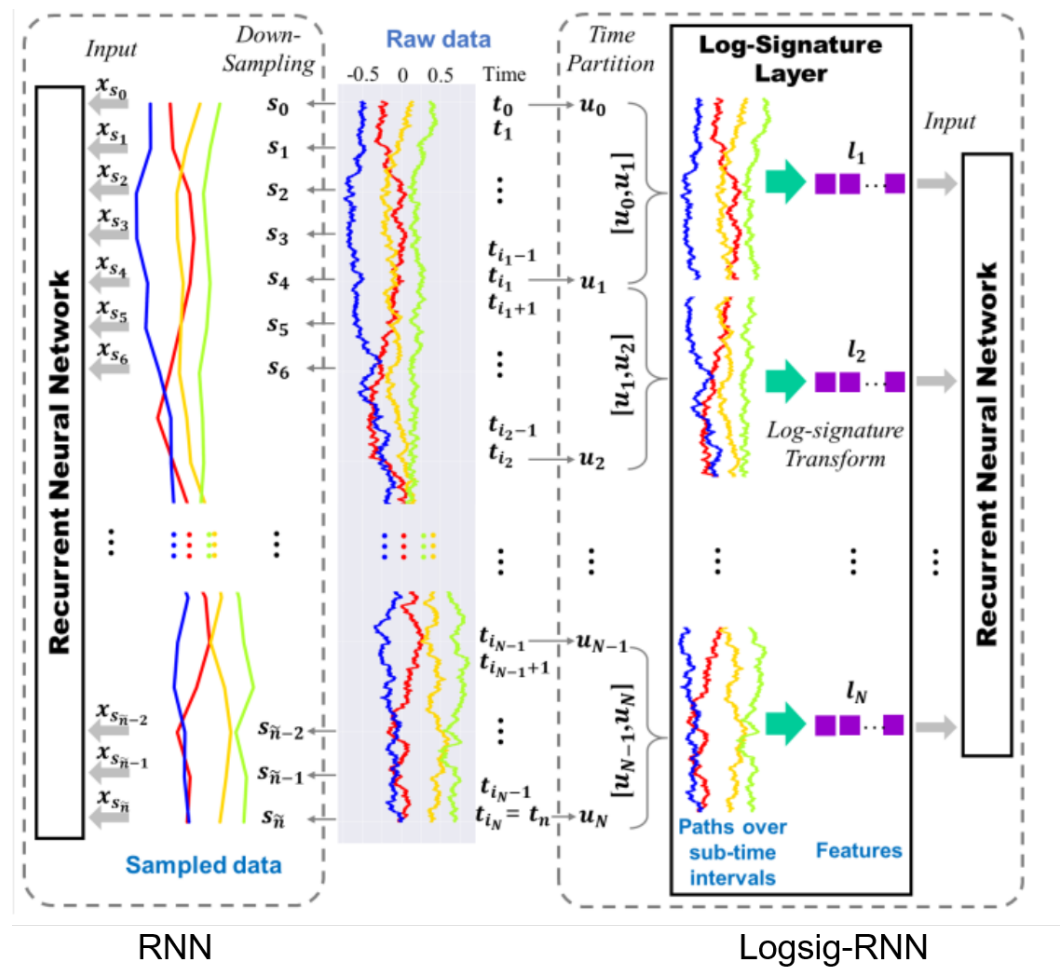 Input
Down-
Sampling
Raw data
-0.5 0 0.5
Time
Time
Partition
Log-Signature
Layer
Input
Recurrent Neural Network
x_{s_0}
x_{s_1}
x_{s_2}
x_{s_3}
x_{s_4}
x_{s_5}
x_{s_6}
⋮
x_{s_{ñ-2}}
x_{s_{ñ-1}}
x_{s_ñ}
s_0
s_1
s_2
s_3
s_4
s_5
s_6
⋮
s_{ñ-2}
s_{ñ-1}
s_ñ
Sampled data
t_0
t_1
⋮
t_{i_1-1}
t_{i_1}
t_{i_1+1}
⋮
t_{i_2-1}
t_{i_2}
⋮
t_{i_{N-1}}
t_{i_{N-1}+1}
⋮
t_{i_N-1}
t_{i_N} = t_n
u_0
u_1
u_2
⋮
u_{N-1}
u_N
[u_0,u_1]
[u_1,u_2]
[u_{N-1},u_N]
l_1
...
l_2
...
Log-signature
Transform
⋮
l_N
...
Paths over
sub-time
intervals
Features
Recurrent Neural Network
RNN
Logsig-RNN